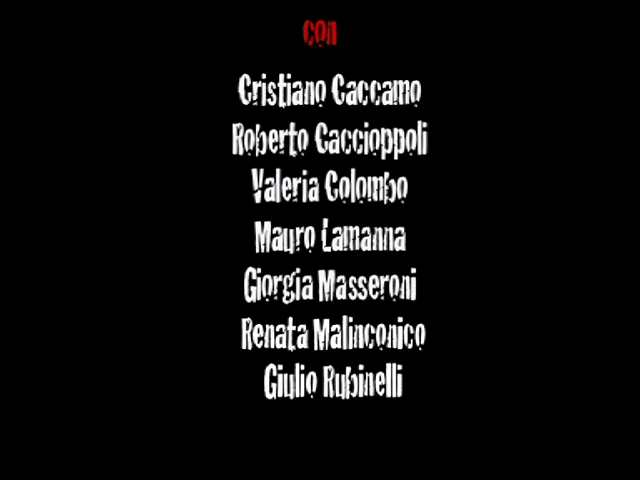 con
Cristiano Caccamo
Roberto Caccioppoli
Valeria Colombo
Mauro Lamanna
Giorgia Masseroni
Renata Malinconico
Giulio Rubinelli